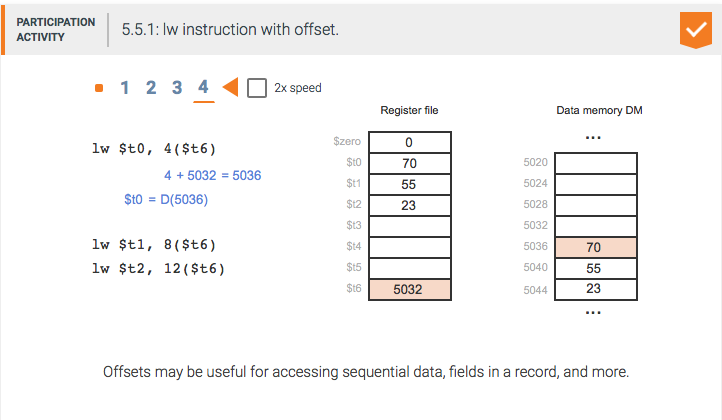 PARTICIPATION
ACTIVITY
5.5.1: lw instruction with offset.
1 2 3 4 2x speed
Register file
Data memory DM
lw $t0, 4($t6)
4 + 5032 = 5036
$t0 = D(5036)
lw $t1, 8($t6)
lw $t2, 12($t6)
$zero 0
$t0 70
$t1 55
$t2 23
$t3
$t4
$t5
$t6 5032
...
5020
5024
5028
5032
5036 70
5040 55
5044 23
...
Offsets may be useful for accessing sequential data, fields in a record, and more.